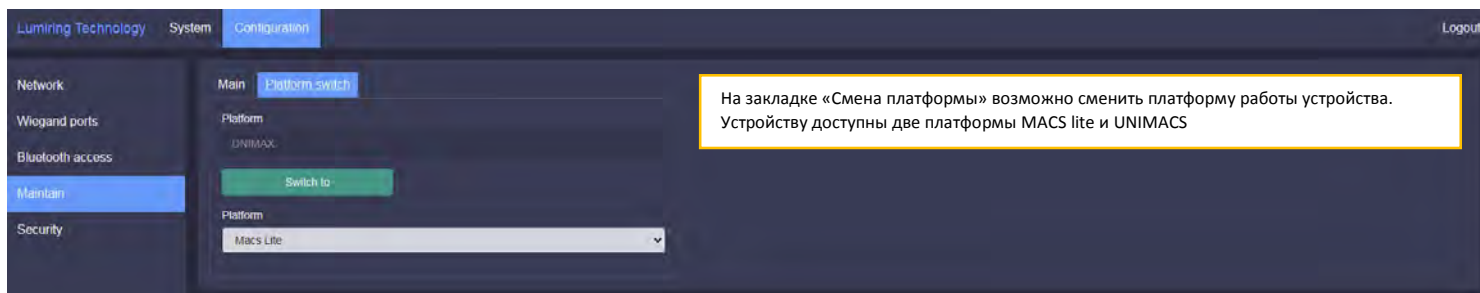 Lumiring Technology System Configuration Logout
Network
Wiegand ports
Bluetooth access
Maintain
Security
Main Platform switch
Platform
UNIMAX
Switch to
Platform
Macs Lite
На закладке «Смена платформы» возможно сменить платформу работы устройства.
Устройству доступны две платформы MACS lite и UNIMACS